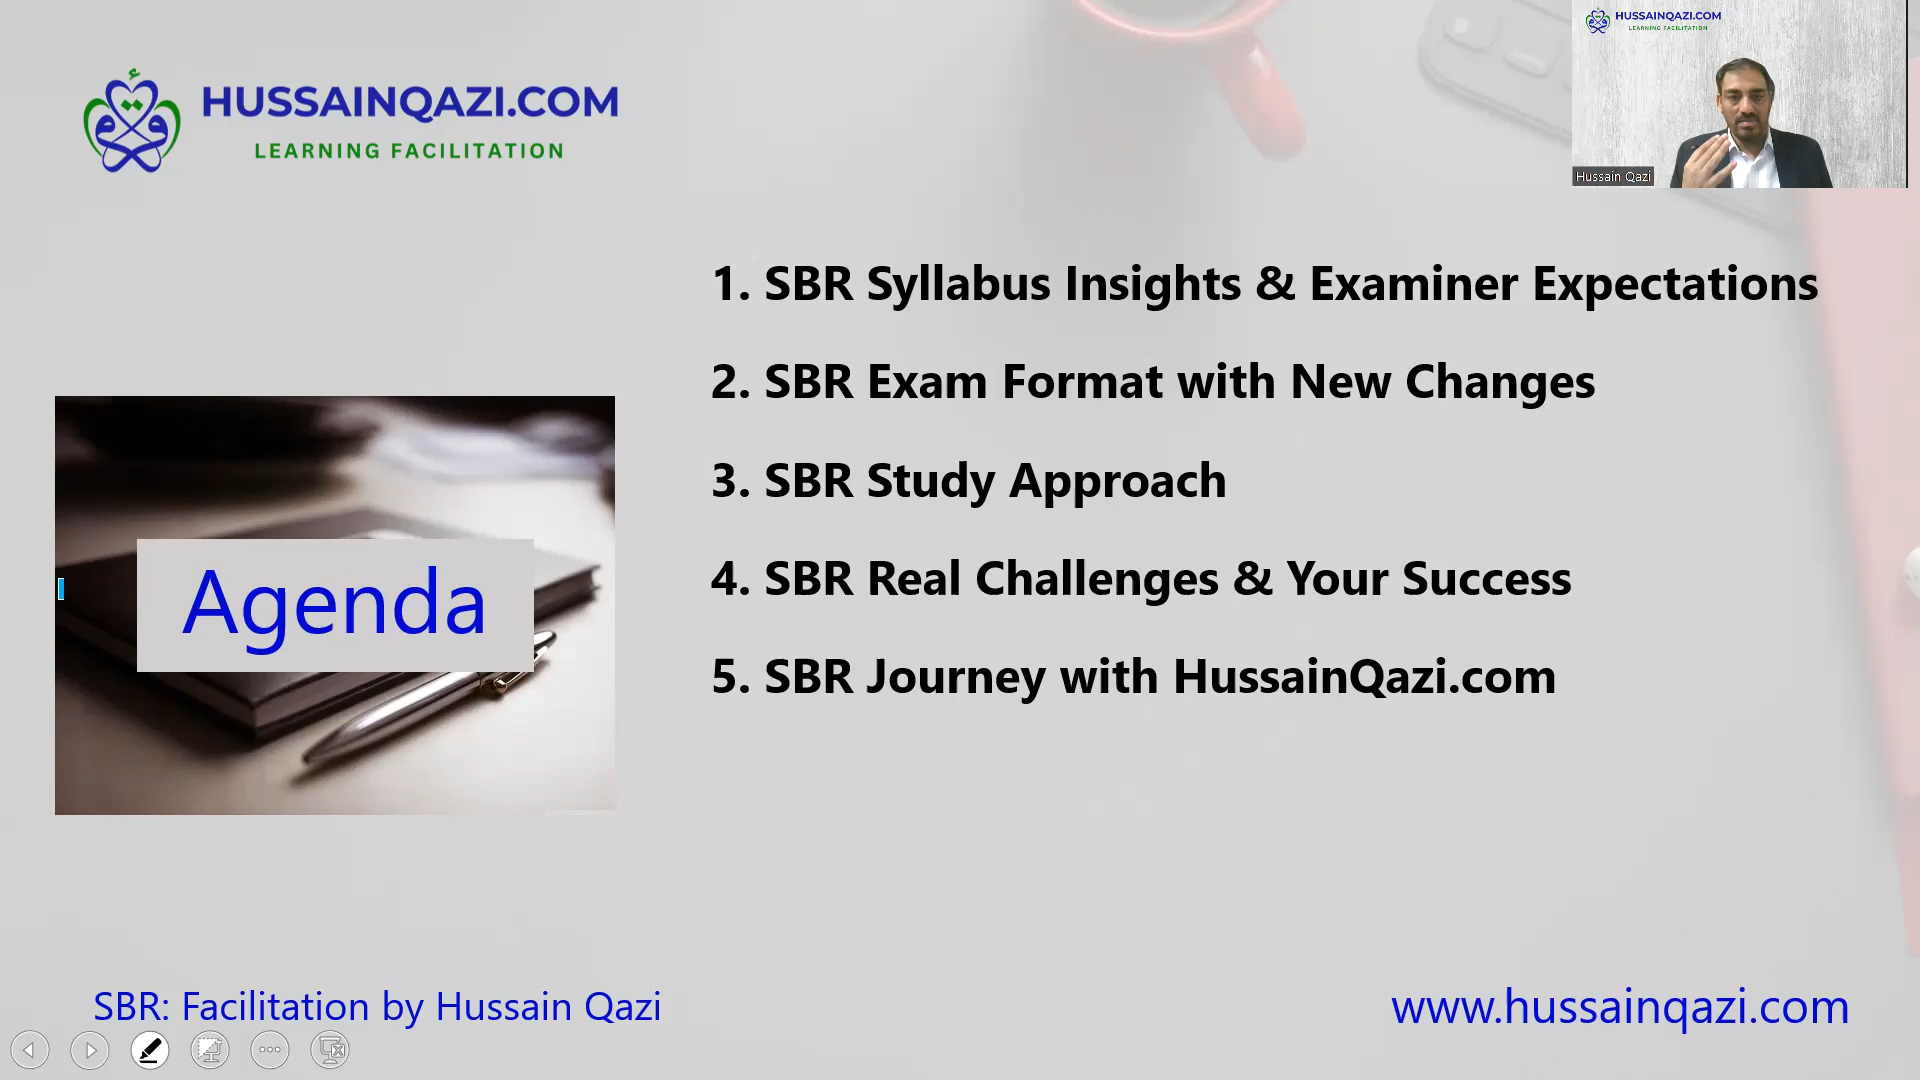 HUSSAINQAZI.COM
LEARNING FACILITATION
HUSSAINQAZI.COM
LEARNING FACILITATION
Hussain Qazi
1. SBR Syllabus Insights & Examiner Expectations
2. SBR Exam Format with New Changes
3. SBR Study Approach
4. SBR Real Challenges & Your Success
5. SBR Journey with HussainQazi.com
Agenda
SBR: Facilitation by Hussain Qazi
www.hussainqazi.com